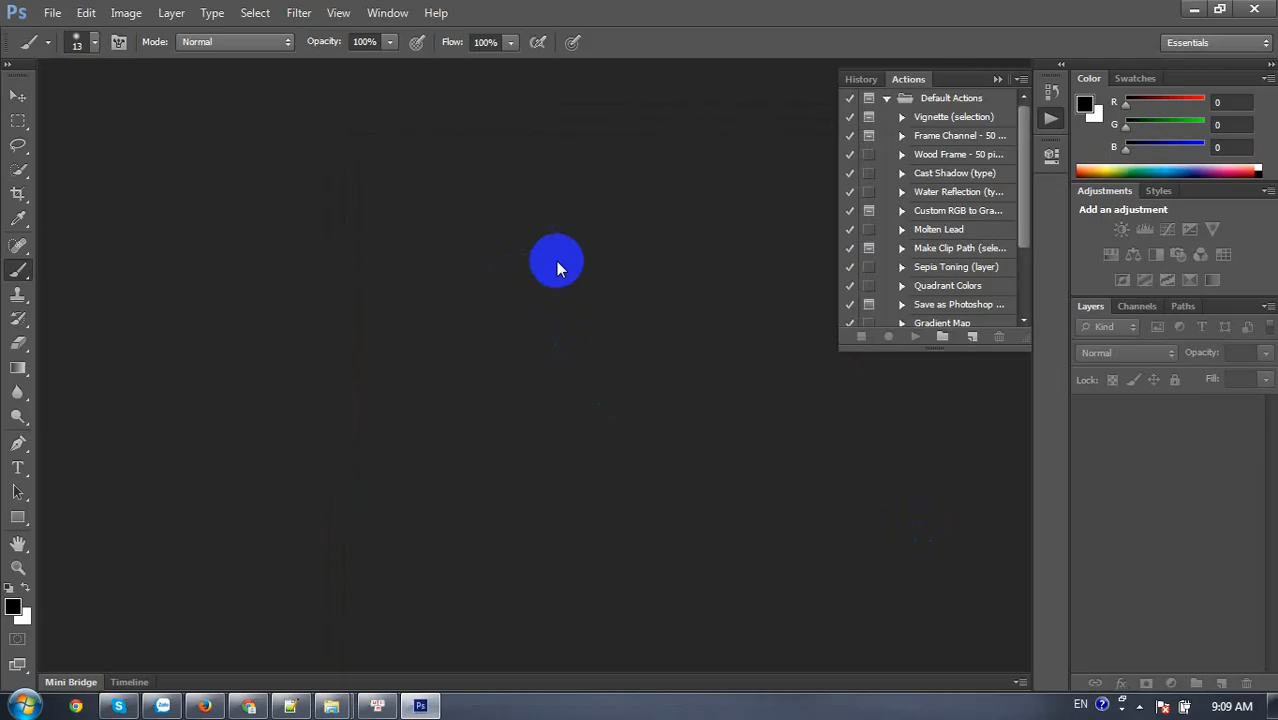 Ps File Edit Image Layer Type Select Filter View Window Help
13 Mode: Normal Opacity: 100% Flow: 100% Essentials
History Actions
Default Actions
Vignette (selection)
Frame Channel - 50 ...
Wood Frame - 50 pi...
Cast Shadow (type)
Water Reflection (ty...
Custom RGB to Gra...
Molten Lead
Make Clip Path (sele...
Sepia Toning (layer)
Quadrant Colors
Save as Photoshop ...
Gradient Map
Color Swatches
R 0
G 0
B 0
Adjustments Styles
Add an adjustment
Layers Channels Paths
Kind
Normal Opacity:
Lock: Fill:
Mini Bridge Timeline
Ps EN 9:09 AM